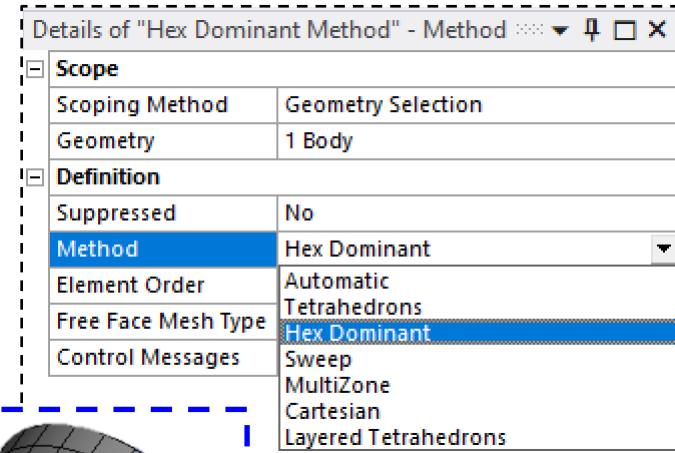 Details of "Hex Dominant Method" - Method
Scope
Scoping Method Geometry Selection
Geometry 1 Body
Definition
Suppressed No
Method Hex Dominant
Element Order
Free Face Mesh Type
Control Messages
Automatic
Tetrahedrons
Hex Dominant
Sweep
MultiZone
Cartesian
Layered Tetrahedrons